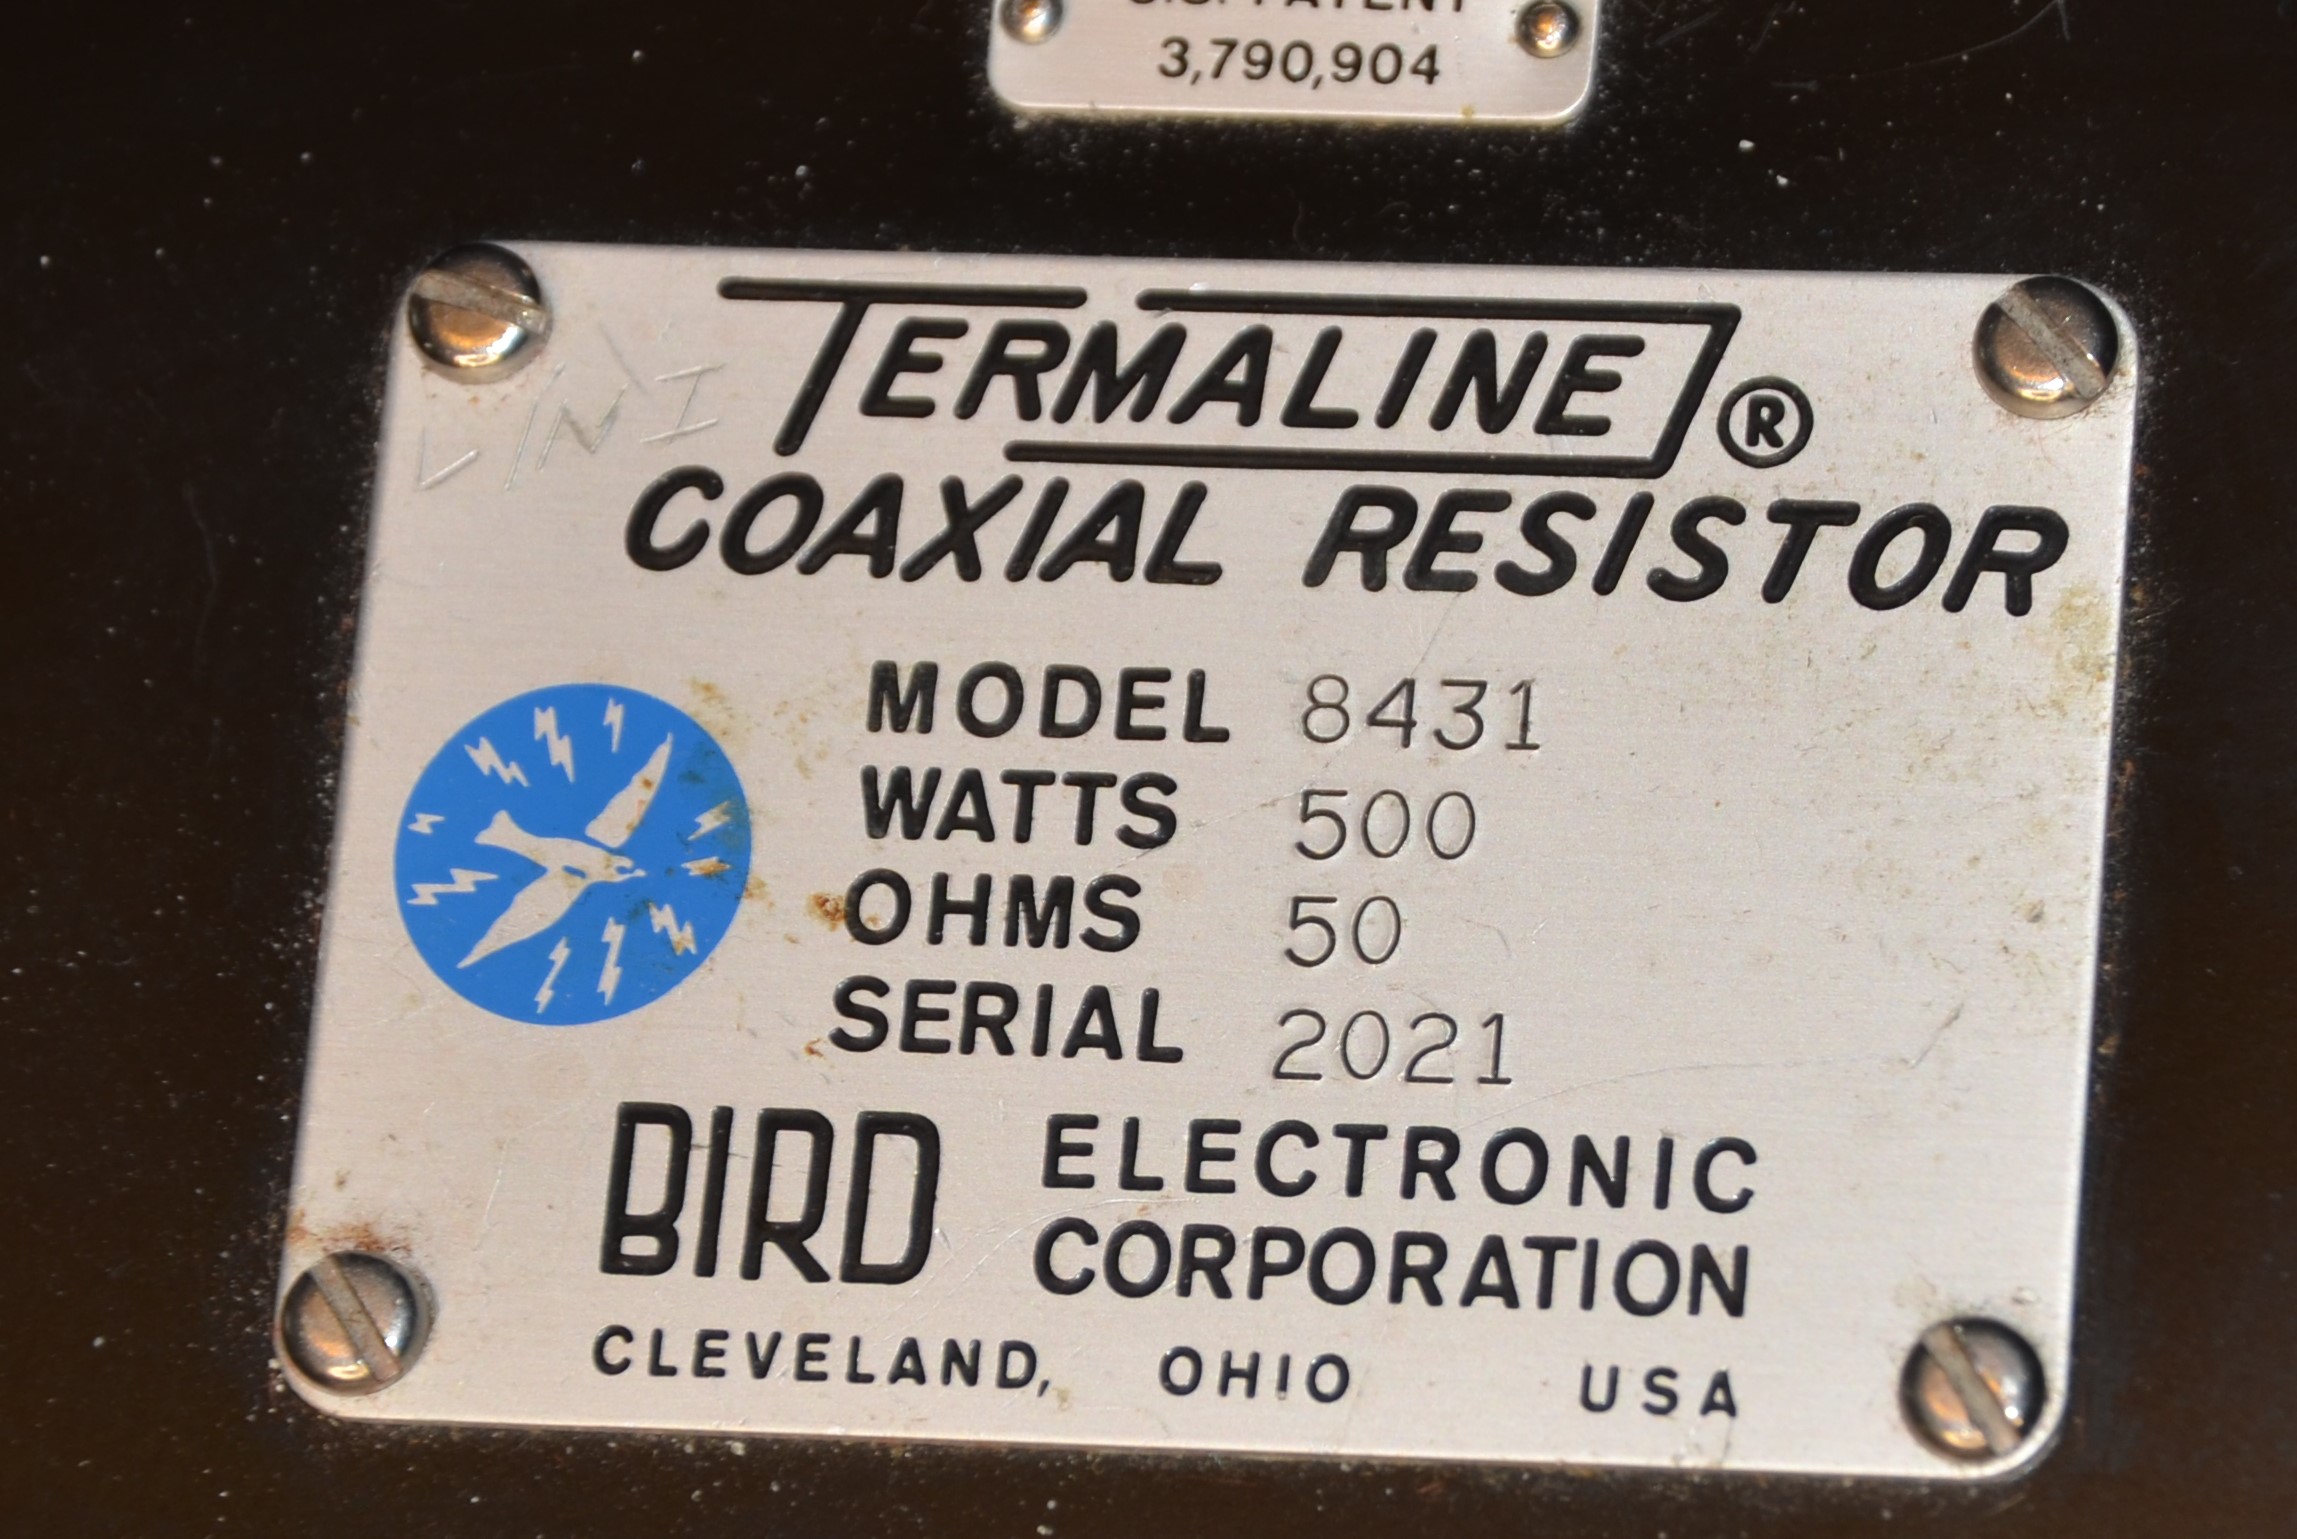 U.S. PATENT
3,790,904
TERMALINE®
COAXIAL RESISTOR
MODEL 8431
WATTS 500
OHMS 50
SERIAL 2021
BIRD ELECTRONIC
CORPORATION
CLEVELAND, OHIO USA